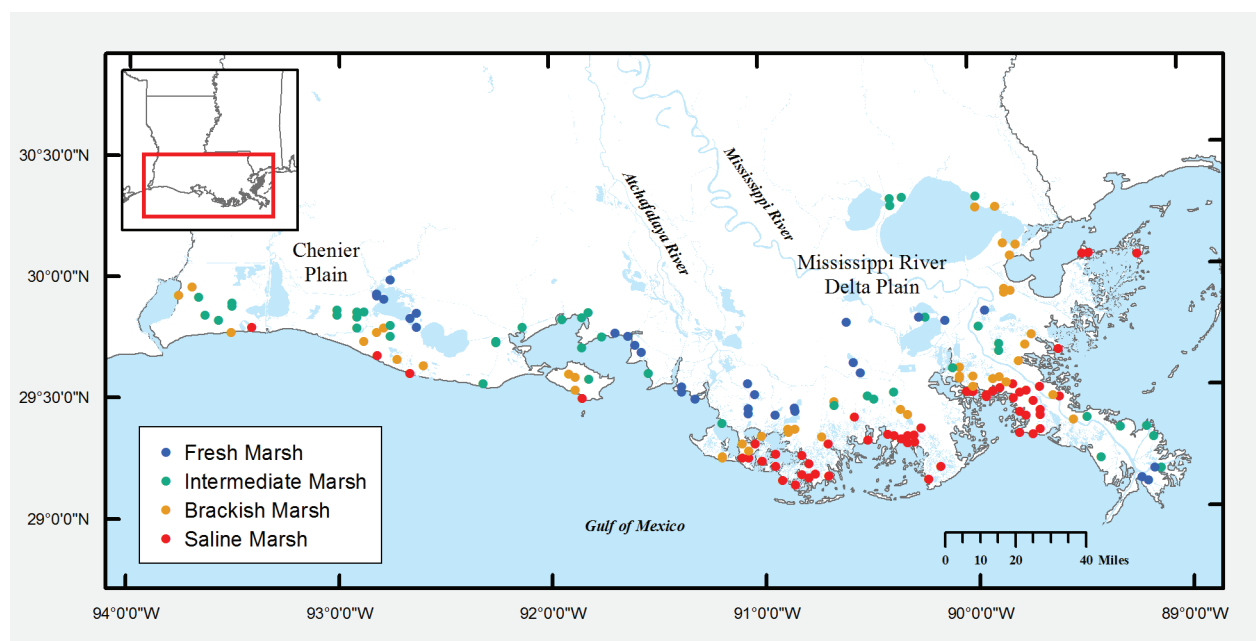 30°30'0"N
30°0'0"N
29°30'0"N
29°0'0"N
Chenier
Plain
Atchafalaya River
Mississippi River
Mississippi River
Delta Plain
Gulf of Mexico
Fresh Marsh
Intermediate Marsh
Brackish Marsh
Saline Marsh
0 10 20 40 Miles
94°0'0"W 93°0'0"W 92°0'0"W 91°0'0"W 90°0'0"W 89°0'0"W